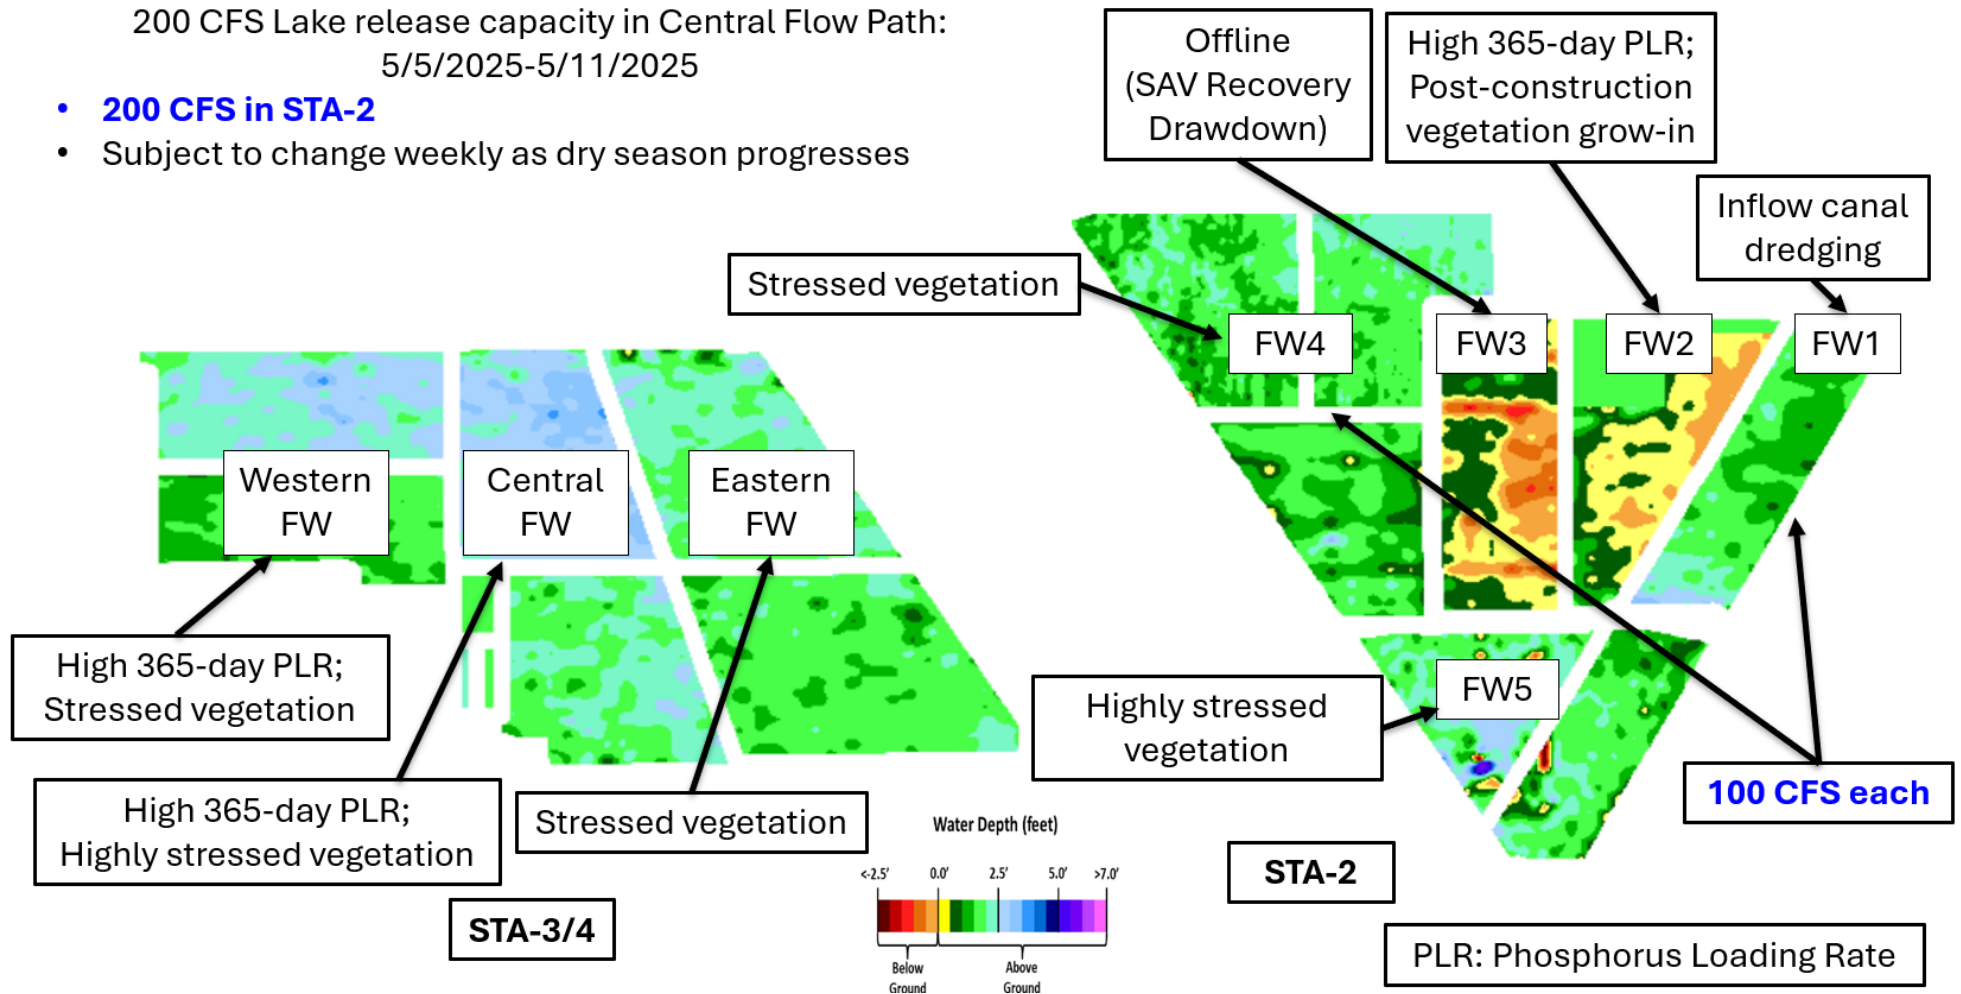 200 CFS Lake release capacity in Central Flow Path:
5/5/2025-5/11/2025
• 200 CFS in STA-2
• Subject to change weekly as dry season progresses
Offline
(SAV Recovery
Drawdown)
High 365-day PLR;
Post-construction
vegetation grow-in
Inflow canal
dredging
Stressed vegetation
FW4
FW3
FW2
FW1
Western
FW
Central
FW
Eastern
FW
High 365-day PLR;
Stressed vegetation
High 365-day PLR;
Highly stressed vegetation
Stressed vegetation
Highly stressed
vegetation
FW5
100 CFS each
STA-3/4
Water Depth (feet)
<-2.5' 0.0' 2.5' 5.0' >7.0'
Below
Ground
Above
Ground
STA-2
PLR: Phosphorus Loading Rate